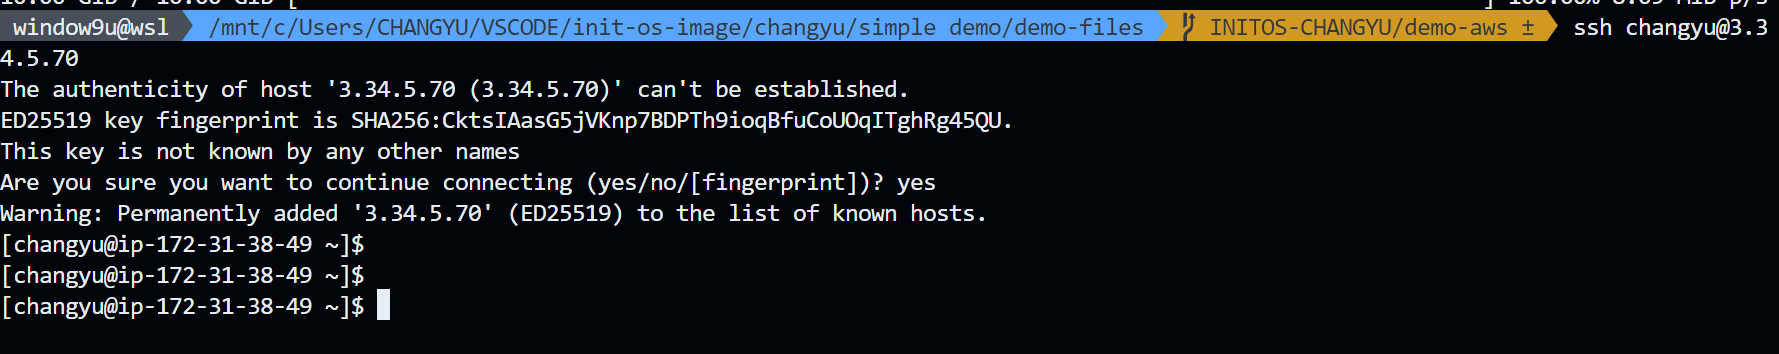 window9u@wsl /mnt/c/Users/CHANGYU/VSCODE/init-os-image/changyu/simple demo/demo-files INITOS-CHANGYU/demo-aws ± ssh changyu@3.3
4.5.70
The authenticity of host '3.34.5.70 (3.34.5.70)' can't be established.
ED25519 key fingerprint is SHA256:CktsIAasG5jVKnp7BDPTh9ioqBfuCoUOqITghRg45QU.
This key is not known by any other names
Are you sure you want to continue connecting (yes/no/[fingerprint])? yes
Warning: Permanently added '3.34.5.70' (ED25519) to the list of known hosts.
[changyu@ip-172-31-38-49 ~]$
[changyu@ip-172-31-38-49 ~]$
[changyu@ip-172-31-38-49 ~]$